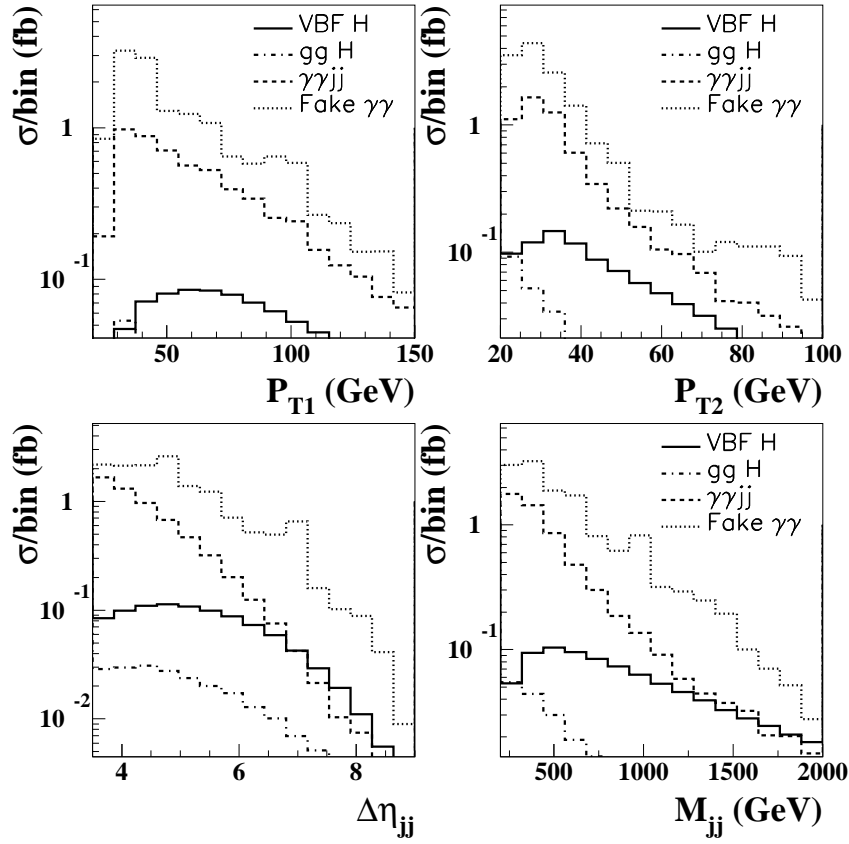 σ/bin (fb)
VBF H
gg H
γγjj
Fake γγ
1
10⁻¹
50 100 150
P_T1 (GeV)
σ/bin (fb)
VBF H
gg H
γγjj
Fake γγ
1
10⁻¹
20 40 60 80 100
P_T2 (GeV)
σ/bin (fb)
1
10⁻¹
10⁻²
4 6 8
Δη_jj
σ/bin (fb)
VBF H
gg H
γγjj
Fake γγ
1
10⁻¹
500 1000 1500 2000
M_jj (GeV)